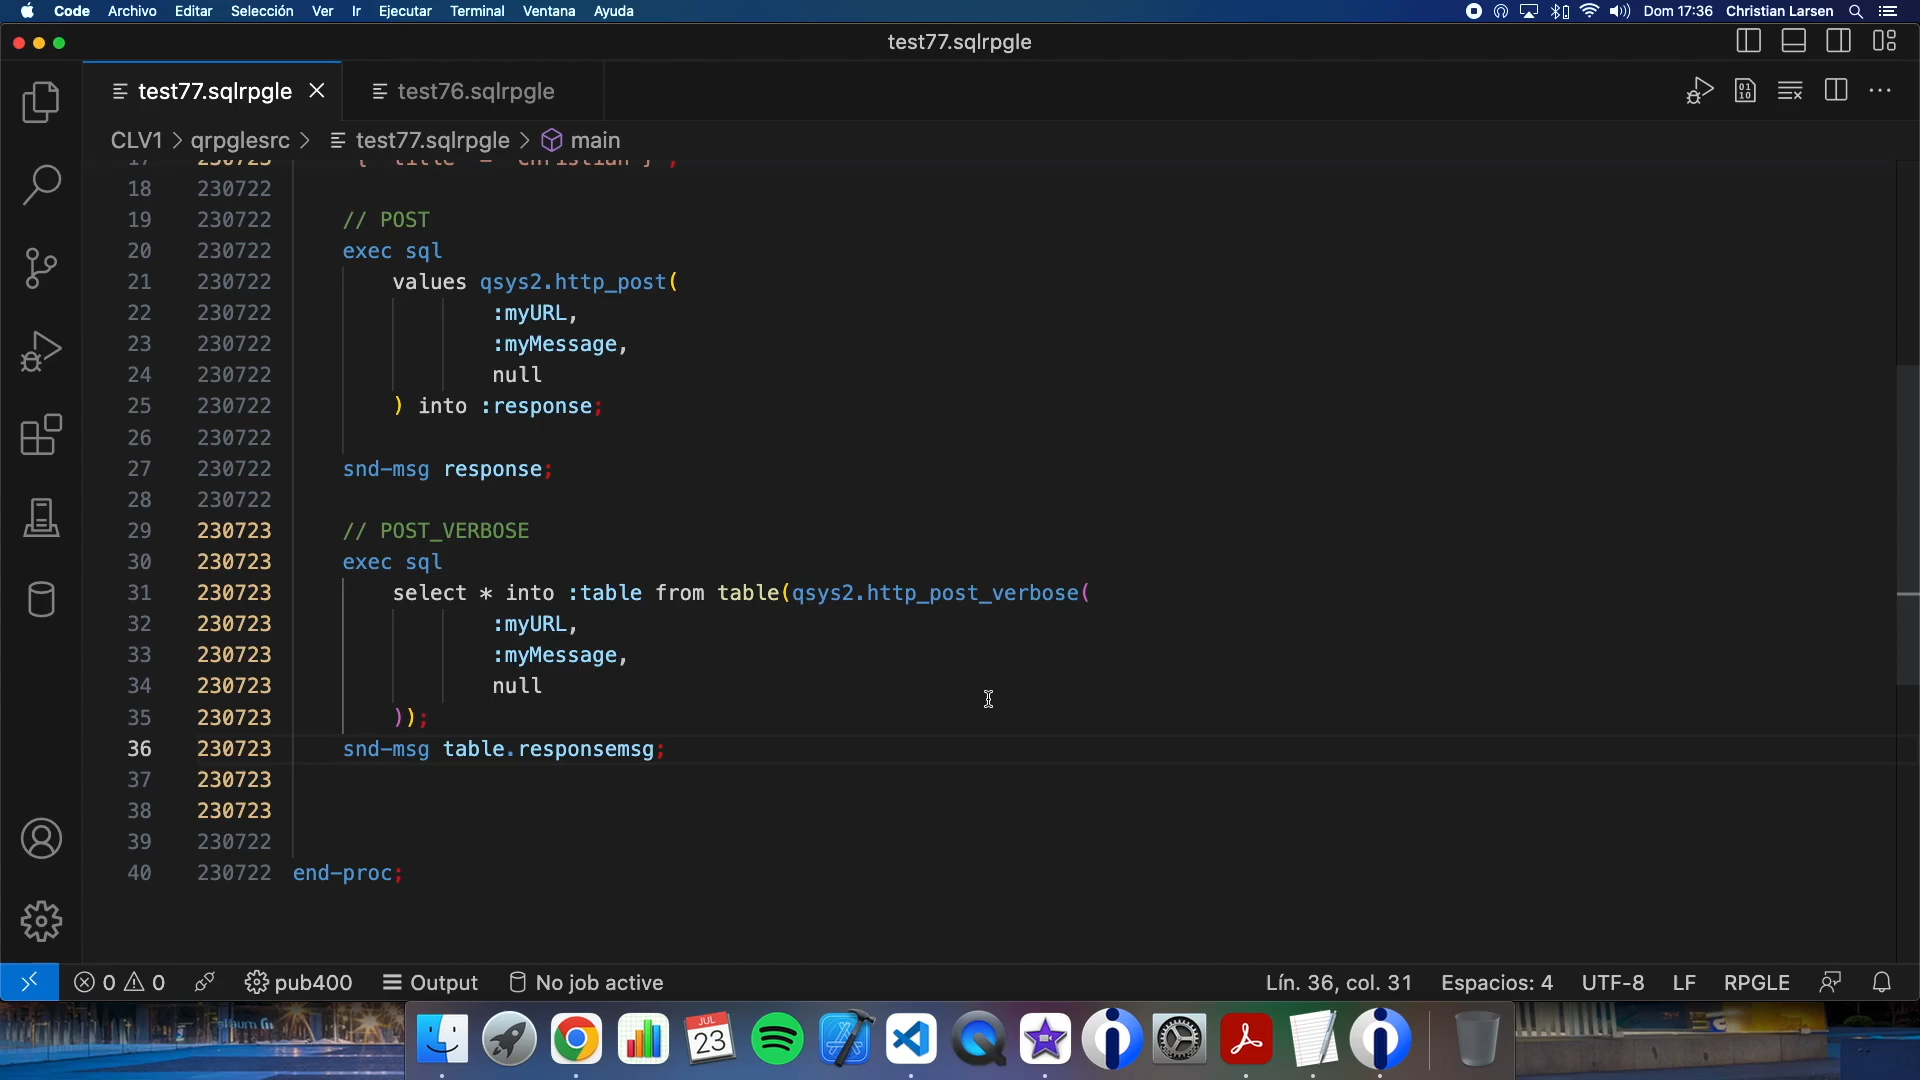 Code Archivo Editar Selección Ver Ir Ejecutar Terminal Ventana Ayuda Dom 17:36 Christian Larsen
test77.sqlrpgle
test77.sqlrpgle test76.sqlrpgle
CLV1 > qrpglesrc > test77.sqlrpgle > main
18 230722
19 230722 // POST
20 230722 exec sql
21 230722 values qsys2.http_post(
22 230722 :myURL,
23 230722 :myMessage,
24 230722 null
25 230722 ) into :response;
26 230722
27 230722 snd-msg response;
28 230722
29 230723 // POST_VERBOSE
30 230723 exec sql
31 230723 select * into :table from table(qsys2.http_post_verbose(
32 230723 :myURL,
33 230723 :myMessage,
34 230723 null
35 230723 ));
36 230723 snd-msg table.responsemsg;
37 230723
38 230723
39 230722
40 230722 end-proc;
0 0 pub400 Output No job active Lín. 36, col. 31 Espacios: 4 UTF-8 LF RPGLE
JUL
23